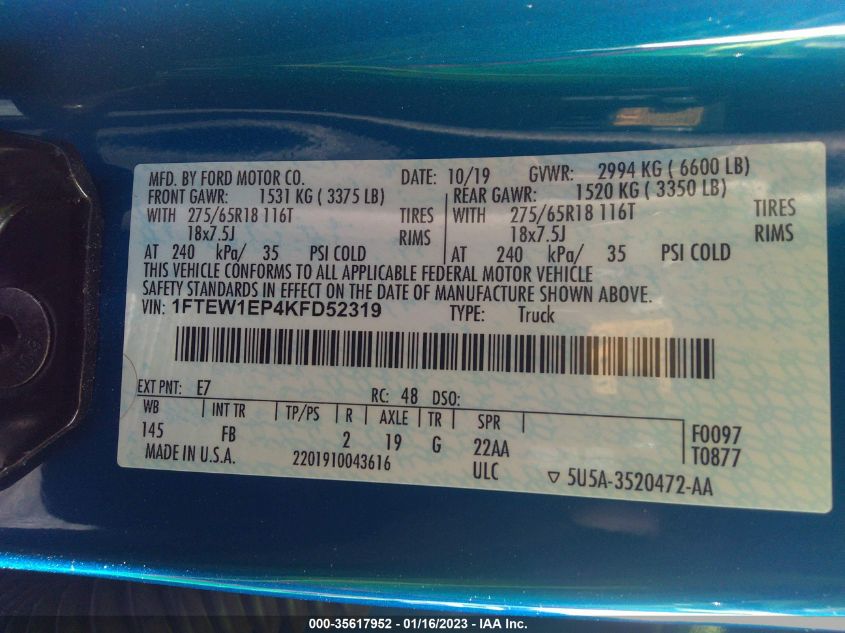 MFD. BY FORD MOTOR CO. DATE: 10/19 GVWR: 2994 KG ( 6600 LB)
FRONT GAWR: 1531 KG ( 3375 LB) REAR GAWR: 1520 KG ( 3350 LB)
WITH 275/65R18 116T TIRES WITH 275/65R18 116T TIRES
18x7.5J RIMS 18x7.5J RIMS
AT 240 kPa/ 35 PSI COLD AT 240 kPa/ 35 PSI COLD
THIS VEHICLE CONFORMS TO ALL APPLICABLE FEDERAL MOTOR VEHICLE
SAFETY STANDARDS IN EFFECT ON THE DATE OF MANUFACTURE SHOWN ABOVE.
VIN: 1FTEW1EP4KFD52319 TYPE: Truck
EXT PNT: E7 RC: 48 DSO:
WB INT TR TP/PS R AXLE TR SPR
145 FB 2 19 G 22AA F0097
MADE IN U.S.A. 2201910043616 ULC T0877
▽ 5U5A-3520472-AA
000-35617952 - 01/16/2023 - IAA Inc.